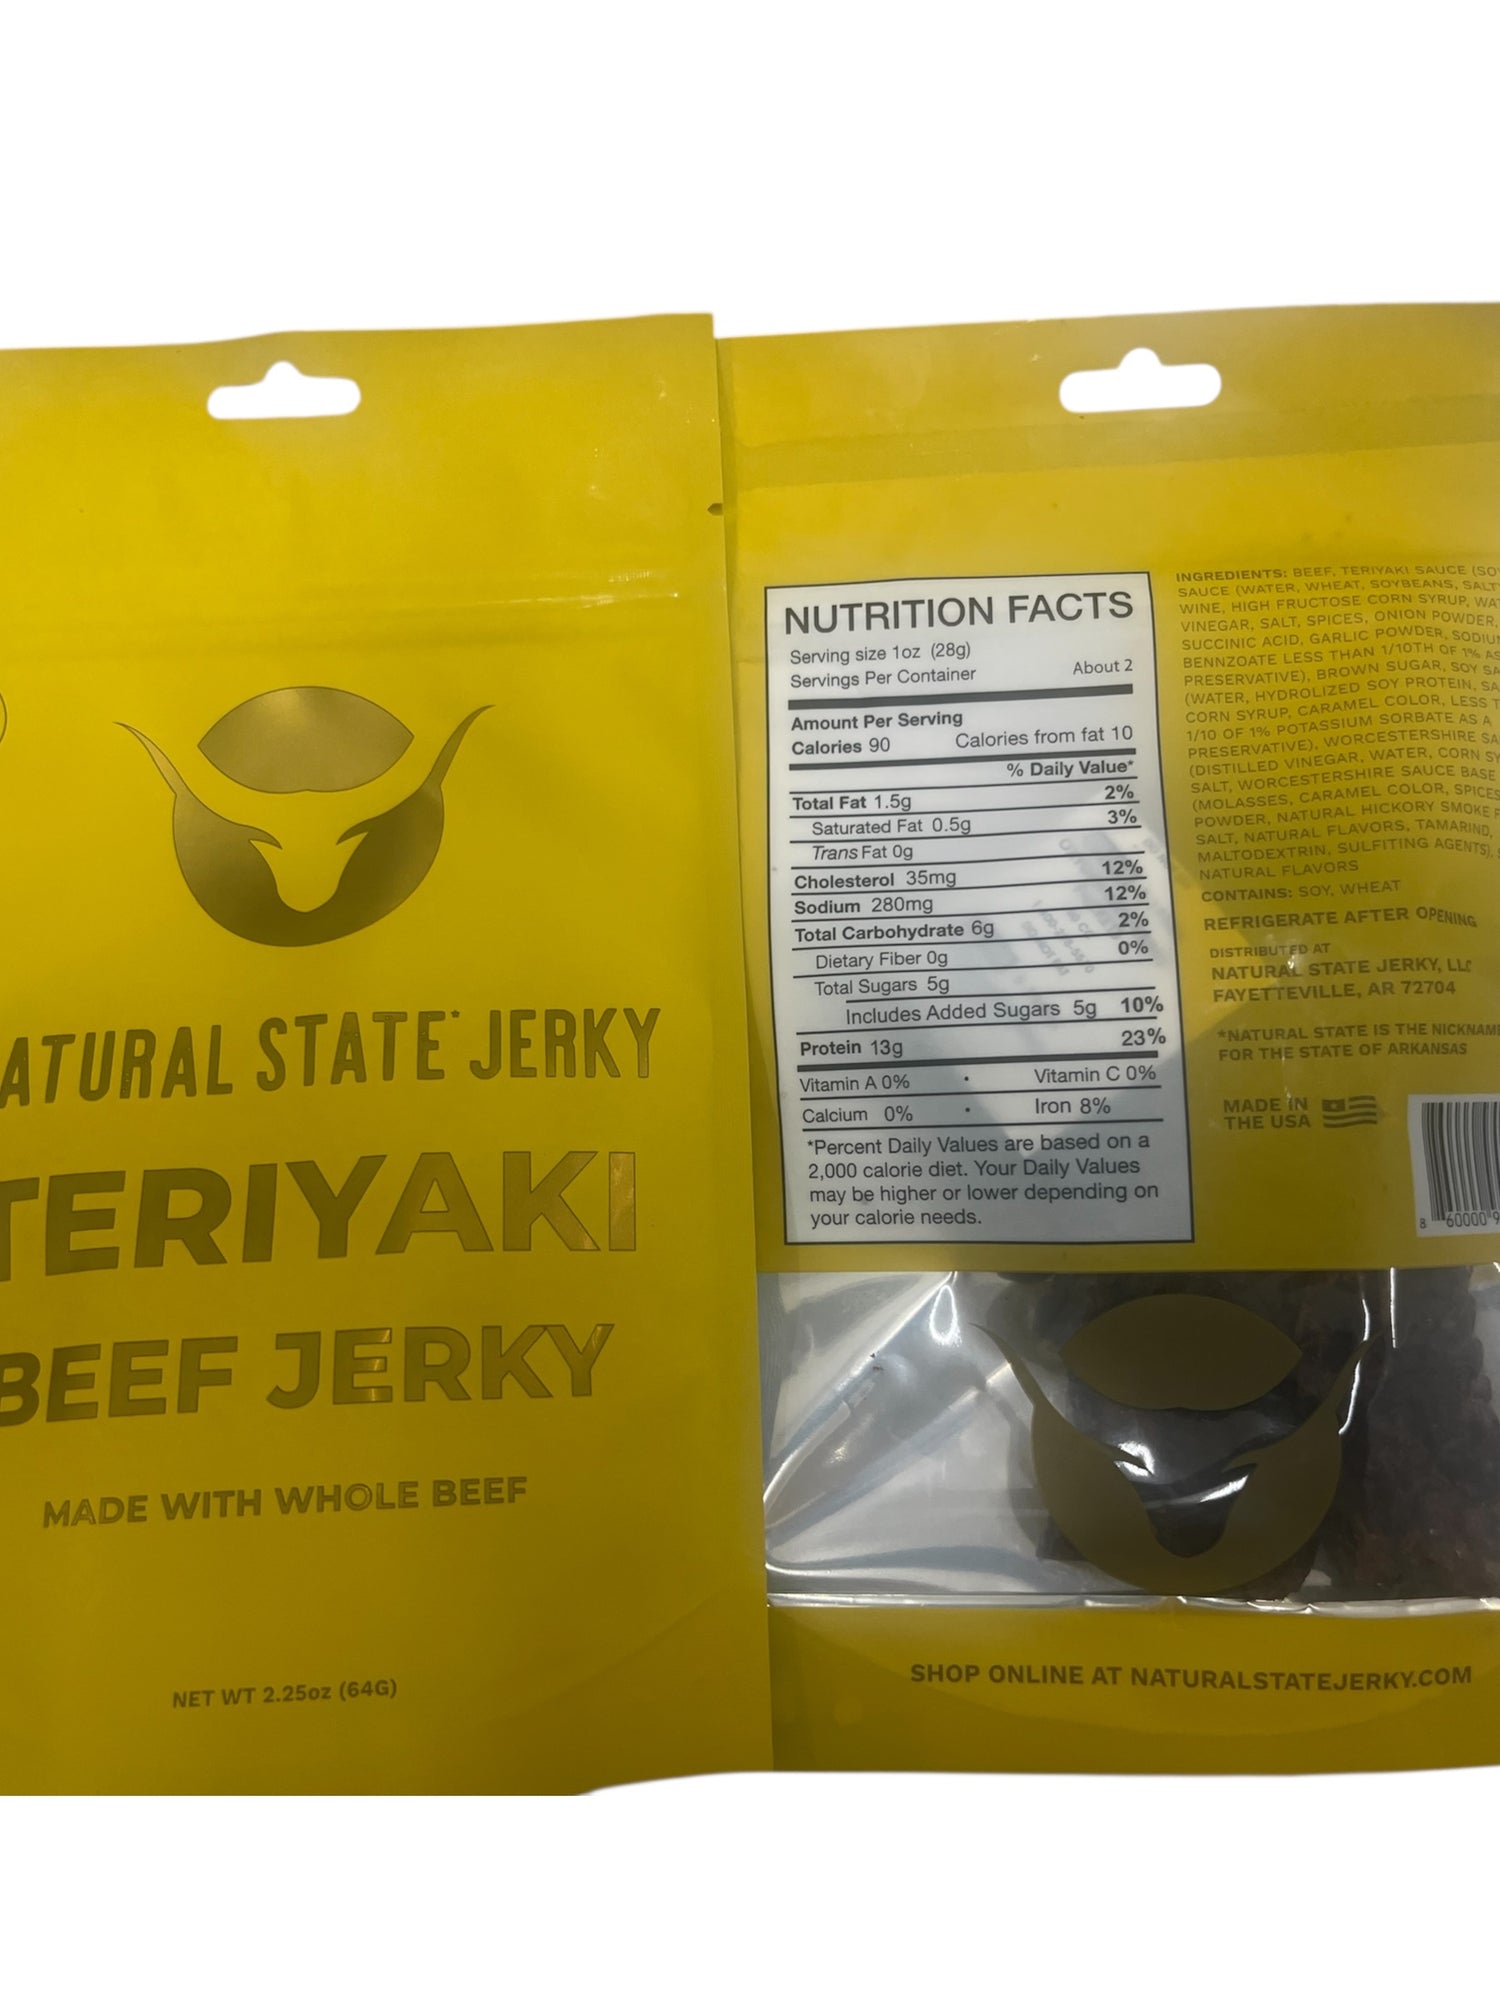 ATURAL STATE* JERKY
TERIYAKI
BEEF JERKY
MADE WITH WHOLE BEEF
NET WT 2.25oz (64G)
NUTRITION FACTS
Serving size 1oz (28g)
Servings Per Container About 2
Amount Per Serving
Calories 90 Calories from fat 10
% Daily Value*
Total Fat 1.5g 2%
Saturated Fat 0.5g 3%
Trans Fat 0g
Cholesterol 35mg 12%
Sodium 280mg 12%
Total Carbohydrate 6g 2%
Dietary Fiber 0g 0%
Total Sugars 5g
Includes Added Sugars 5g 10%
Protein 13g 23%
Vitamin A 0% • Vitamin C 0%
Calcium 0% • Iron 8%
*Percent Daily Values are based on a
2,000 calorie diet. Your Daily Values
may be higher or lower depending on
your calorie needs.
INGREDIENTS: BEEF, TERIYAKI SAUCE (SO
SAUCE (WATER, WHEAT, SOYBEANS, SALT
WINE, HIGH FRUCTOSE CORN SYRUP, WA
VINEGAR, SALT, SPICES, ONION POWDER,
SUCCINIC ACID, GARLIC POWDER, SODIU
BENNZOATE LESS THAN 1/10TH OF 1% AS
PRESERVATIVE), BROWN SUGAR, SOY SA
(WATER, HYDROLIZED SOY PROTEIN, SA
CORN SYRUP, CARAMEL COLOR, LESS T
1/10 OF 1% POTASSIUM SORBATE AS A
PRESERVATIVE), WORCESTERSHIRE SA
(DISTILLED VINEGAR, WATER, CORN SY
SALT, WORCESTERSHIRE SAUCE BASE
(MOLASSES, CARAMEL COLOR, SPICES
POWDER, NATURAL HICKORY SMOKE
SALT, NATURAL FLAVORS, TAMARIND,
MALTODEXTRIN, SULFITING AGENTS),
NATURAL FLAVORS
CONTAINS: SOY, WHEAT
REFRIGERATE AFTER OPENING
DISTRIBUTED AT
NATURAL STATE JERKY, LLC
FAYETTEVILLE, AR 72704
*NATURAL STATE IS THE NICKNAME
FOR THE STATE OF ARKANSAS
MADE IN
THE USA
8 60000 9
SHOP ONLINE AT NATURALSTATEJERKY.COM